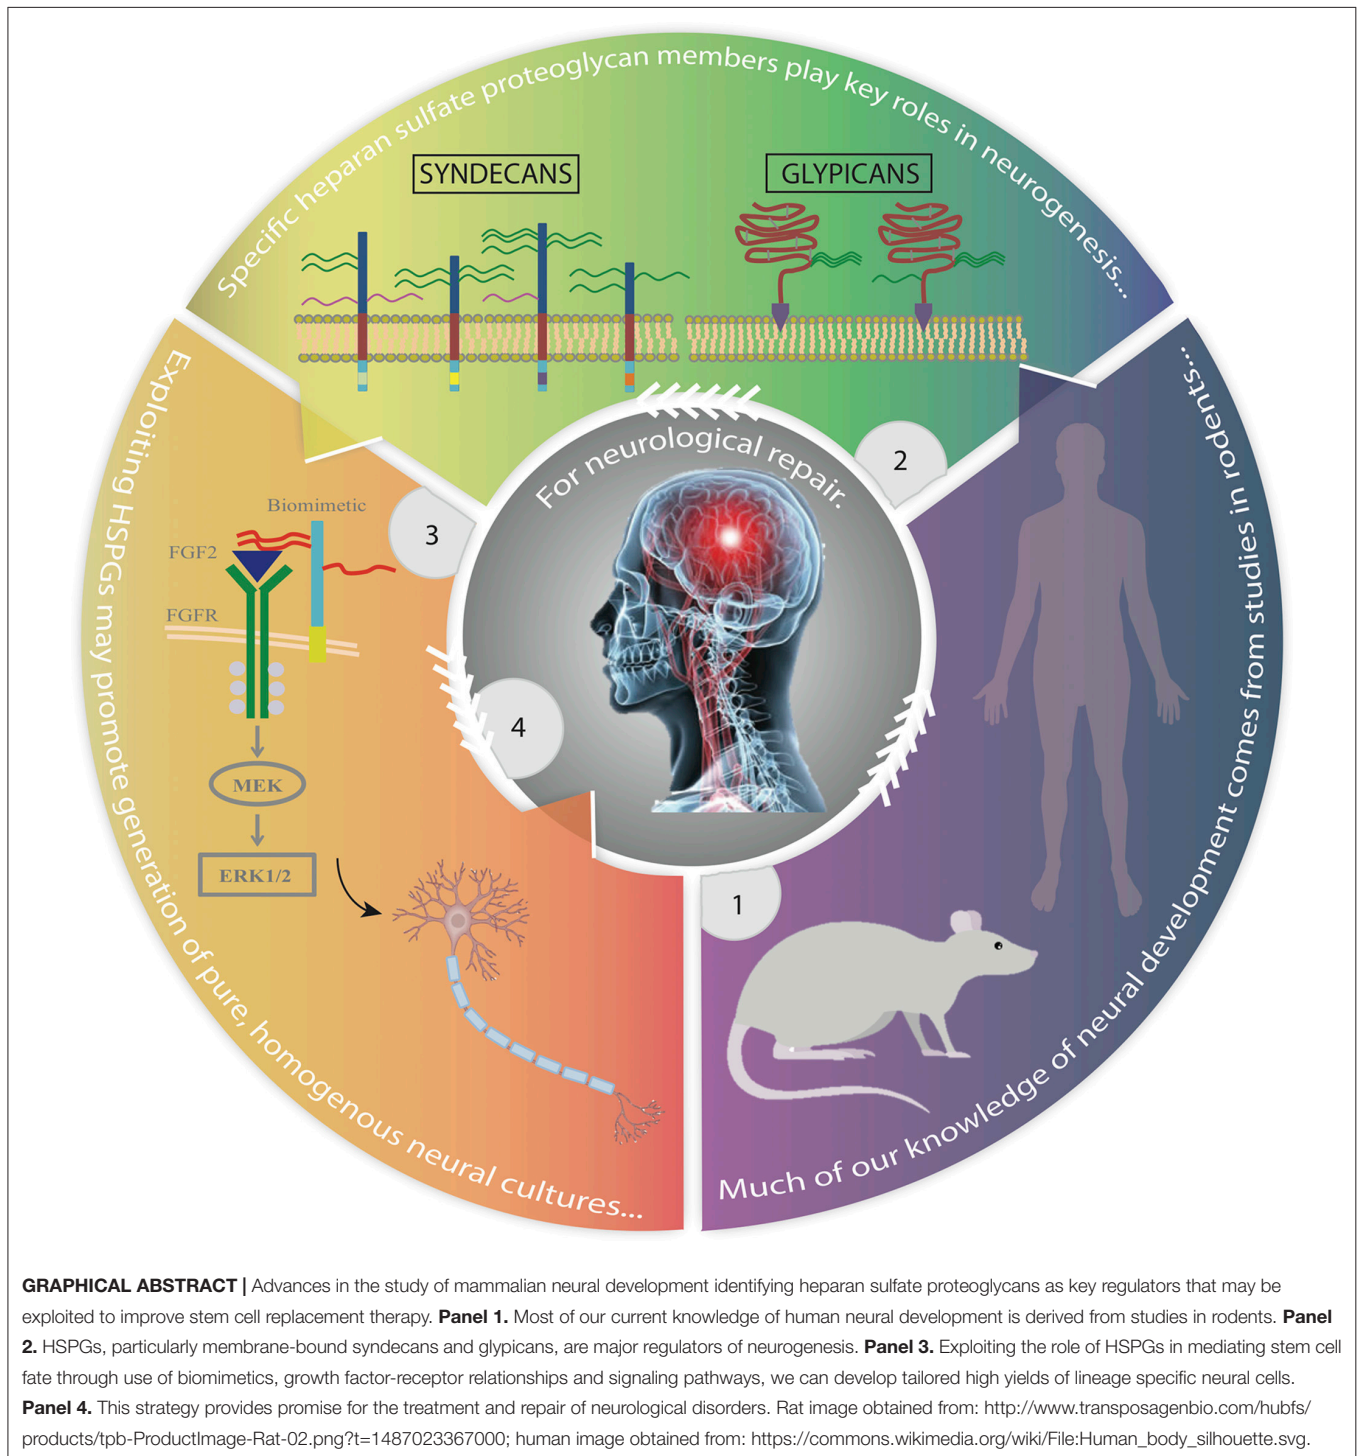 Specific heparan sulfate proteoglycan members play key roles in neurogenesis...
SYNDECANS
GLYPICANS
Exploiting HSPGs may promote generation of pure, homogenous neural cultures...
Much of our knowledge of neural development comes from studies in rodents...
For neurological repair.
2
3
Biomimetic
FGF2
FGFR
4
MEK
ERK1/2
1
GRAPHICAL ABSTRACT | Advances in the study of mammalian neural development identifying heparan sulfate proteoglycans as key regulators that may be
exploited to improve stem cell replacement therapy. Panel 1. Most of our current knowledge of human neural development is derived from studies in rodents. Panel
2. HSPGs, particularly membrane-bound syndecans and glypicans, are major regulators of neurogenesis. Panel 3. Exploiting the role of HSPGs in mediating stem cell
fate through use of biomimetics, growth factor-receptor relationships and signaling pathways, we can develop tailored high yields of lineage specific neural cells.
Panel 4. This strategy provides promise for the treatment and repair of neurological disorders. Rat image obtained from: http://www.transposagenbio.com/hubfs/
products/tpb-ProductImage-Rat-02.png?t=1487023367000; human image obtained from: https://commons.wikimedia.org/wiki/File:Human_body_silhouette.svg.